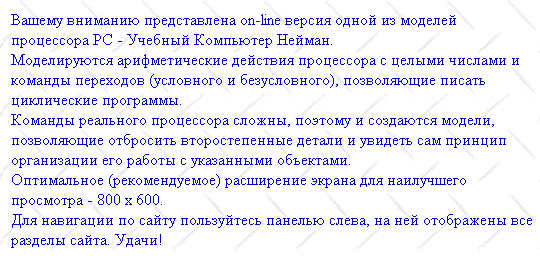 Вашему вниманию представлена on-line версия одной из моделей
процессора PC - Учебный Компьютер Нейман.
Моделируются арифметические действия процессора с целыми числами и
команды переходов (условного и безусловного), позволяющие писать
циклические программы.
Команды реального процессора сложны, поэтому и создаются модели,
позволяющие отбросить второстепенные детали и увидеть сам принцип
организации его работы с указанными объектами.
Оптимальное (рекомендуемое) расширение экрана для наилучшего
просмотра - 800 x 600.
Для навигации по сайту пользуйтесь панелью слева, на ней отображены все
разделы сайта. Удачи!